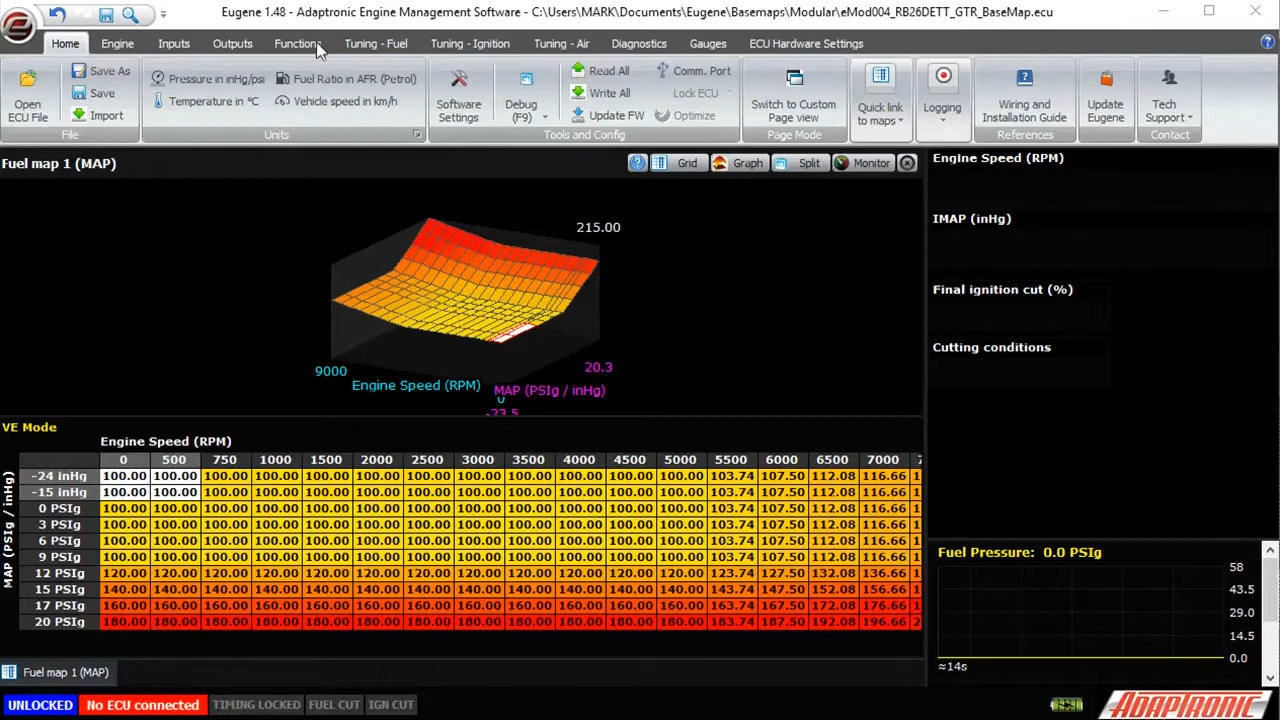 Eugene 1.48 - Adaptronic Engine Management Software - C:\Users\MARK\Documents\Eugene\Basemaps\Modular\eMod004_RB26DETT_GTR_BaseMap.ecu
Home Engine Inputs Outputs Functions Tuning - Fuel Tuning - Ignition Tuning - Air Diagnostics Gauges ECU Hardware Settings
Open ECU File
Save As
Save
Import
File
Pressure in inHg/psi
Temperature in °C
Fuel Ratio in AFR (Petrol)
Vehicle speed in km/h
Units
Software Settings
Debug (F9)
Read All
Write All
Update FW
Comm. Port
Lock ECU
Optimize
Tools and Config
Switch to Custom Page view
Page Mode
Quick link to maps
Logging
Wiring and Installation Guide
References
Update Eugene
Tech Support
Contact
Fuel map 1 (MAP)
Grid Graph Split Monitor
215.00
9000
Engine Speed (RPM)
20.3
MAP (PSIg / inHg)
0
-23.5
VE Mode
Engine Speed (RPM)
MAP (PSIg / inHg)
0 500 750 1000 1500 2000 2500 3000 3500 4000 4500 5000 5500 6000 6500 7000 7
-24 inHg 100.00 100.00 100.00 100.00 100.00 100.00 100.00 100.00 100.00 100.00 100.00 100.00 103.74 107.50 112.08 116.66 1
-15 inHg 100.00 100.00 100.00 100.00 100.00 100.00 100.00 100.00 100.00 100.00 100.00 100.00 103.74 107.50 112.08 116.66 1
0 PSIg 100.00 100.00 100.00 100.00 100.00 100.00 100.00 100.00 100.00 100.00 100.00 100.00 103.74 107.50 112.08 116.66 1
3 PSIg 100.00 100.00 100.00 100.00 100.00 100.00 100.00 100.00 100.00 100.00 100.00 100.00 103.74 107.50 112.08 116.66 1
6 PSIg 100.00 100.00 100.00 100.00 100.00 100.00 100.00 100.00 100.00 100.00 100.00 100.00 103.74 107.50 112.08 116.66 1
9 PSIg 100.00 100.00 100.00 100.00 100.00 100.00 100.00 100.00 100.00 100.00 100.00 100.00 103.74 107.50 112.08 116.66 1
12 PSIg 120.00 120.00 120.00 120.00 120.00 120.00 120.00 120.00 120.00 120.00 120.00 120.00 123.74 127.50 132.08 136.66 1
15 PSIg 140.00 140.00 140.00 140.00 140.00 140.00 140.00 140.00 140.00 140.00 140.00 140.00 143.74 147.50 152.08 156.66 1
17 PSIg 160.00 160.00 160.00 160.00 160.00 160.00 160.00 160.00 160.00 160.00 160.00 160.00 163.74 167.50 172.08 176.66 1
20 PSIg 180.00 180.00 180.00 180.00 180.00 180.00 180.00 180.00 180.00 180.00 180.00 180.00 183.74 187.50 192.08 196.66 2
Fuel map 1 (MAP)
Engine Speed (RPM)
IMAP (inHg)
Final ignition cut (%)
Cutting conditions
Fuel Pressure: 0.0 PSIg
58
43.5
29.0
14.5
0.0
≈14s
UNLOCKED No ECU connected TIMING LOCKED FUEL CUT IGN CUT
ADAPTRONIC